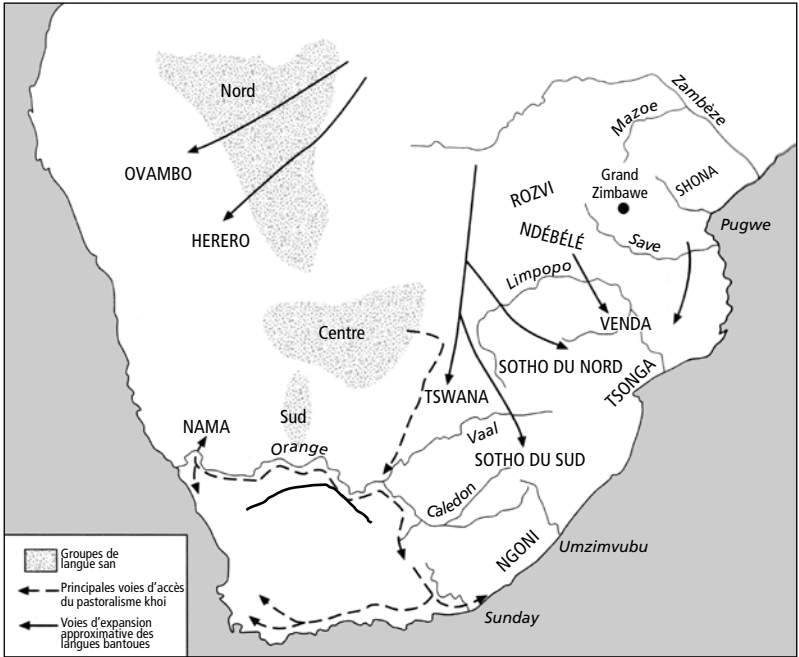 Nord
OVAMBO
HERERO
Zambèze
Mazoe
Grand
Zimbawe
SHONA
ROZVI
Pugwe
NDÉBÉLÉ
Save
Limpopo
VENDA
Centre
SOTHO DU NORD
TSONGA
TSWANA
Sud
NAMA
Orange
Vaal
SOTHO DU SUD
Caledon
NGONI
Umzimvubu
Sunday
Groupes de
langue san
Principales voies d'accès
du pastoralisme khoi
Voies d'expansion
approximative des
langues bantoues